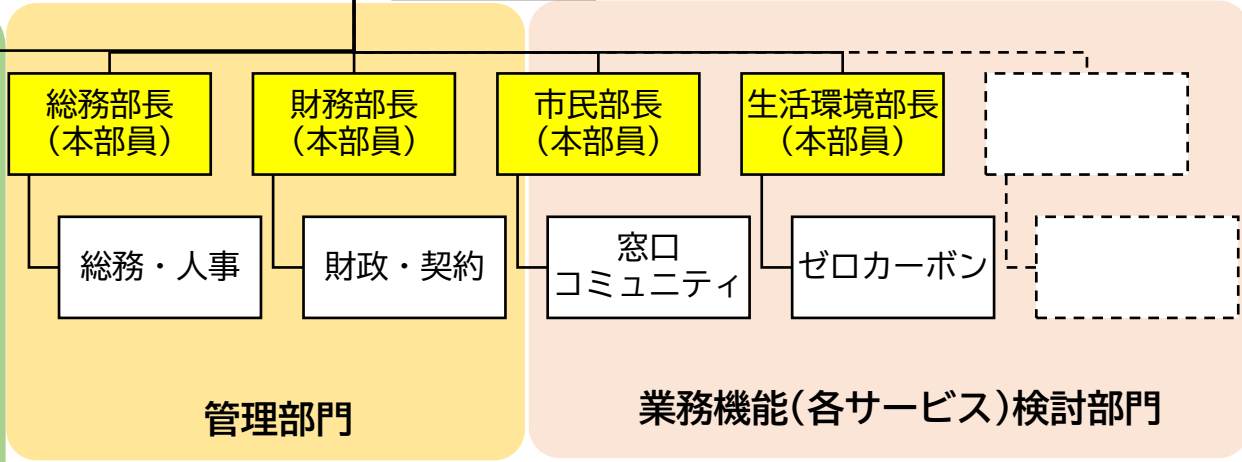 総務部長
(本部員)
財務部長
(本部員)
市民部長
(本部員)
生活環境部長
(本部員)
総務・人事
財政・契約
窓口
コミュニティ
ゼロカーボン
管理部門
業務機能(各サービス)検討部門